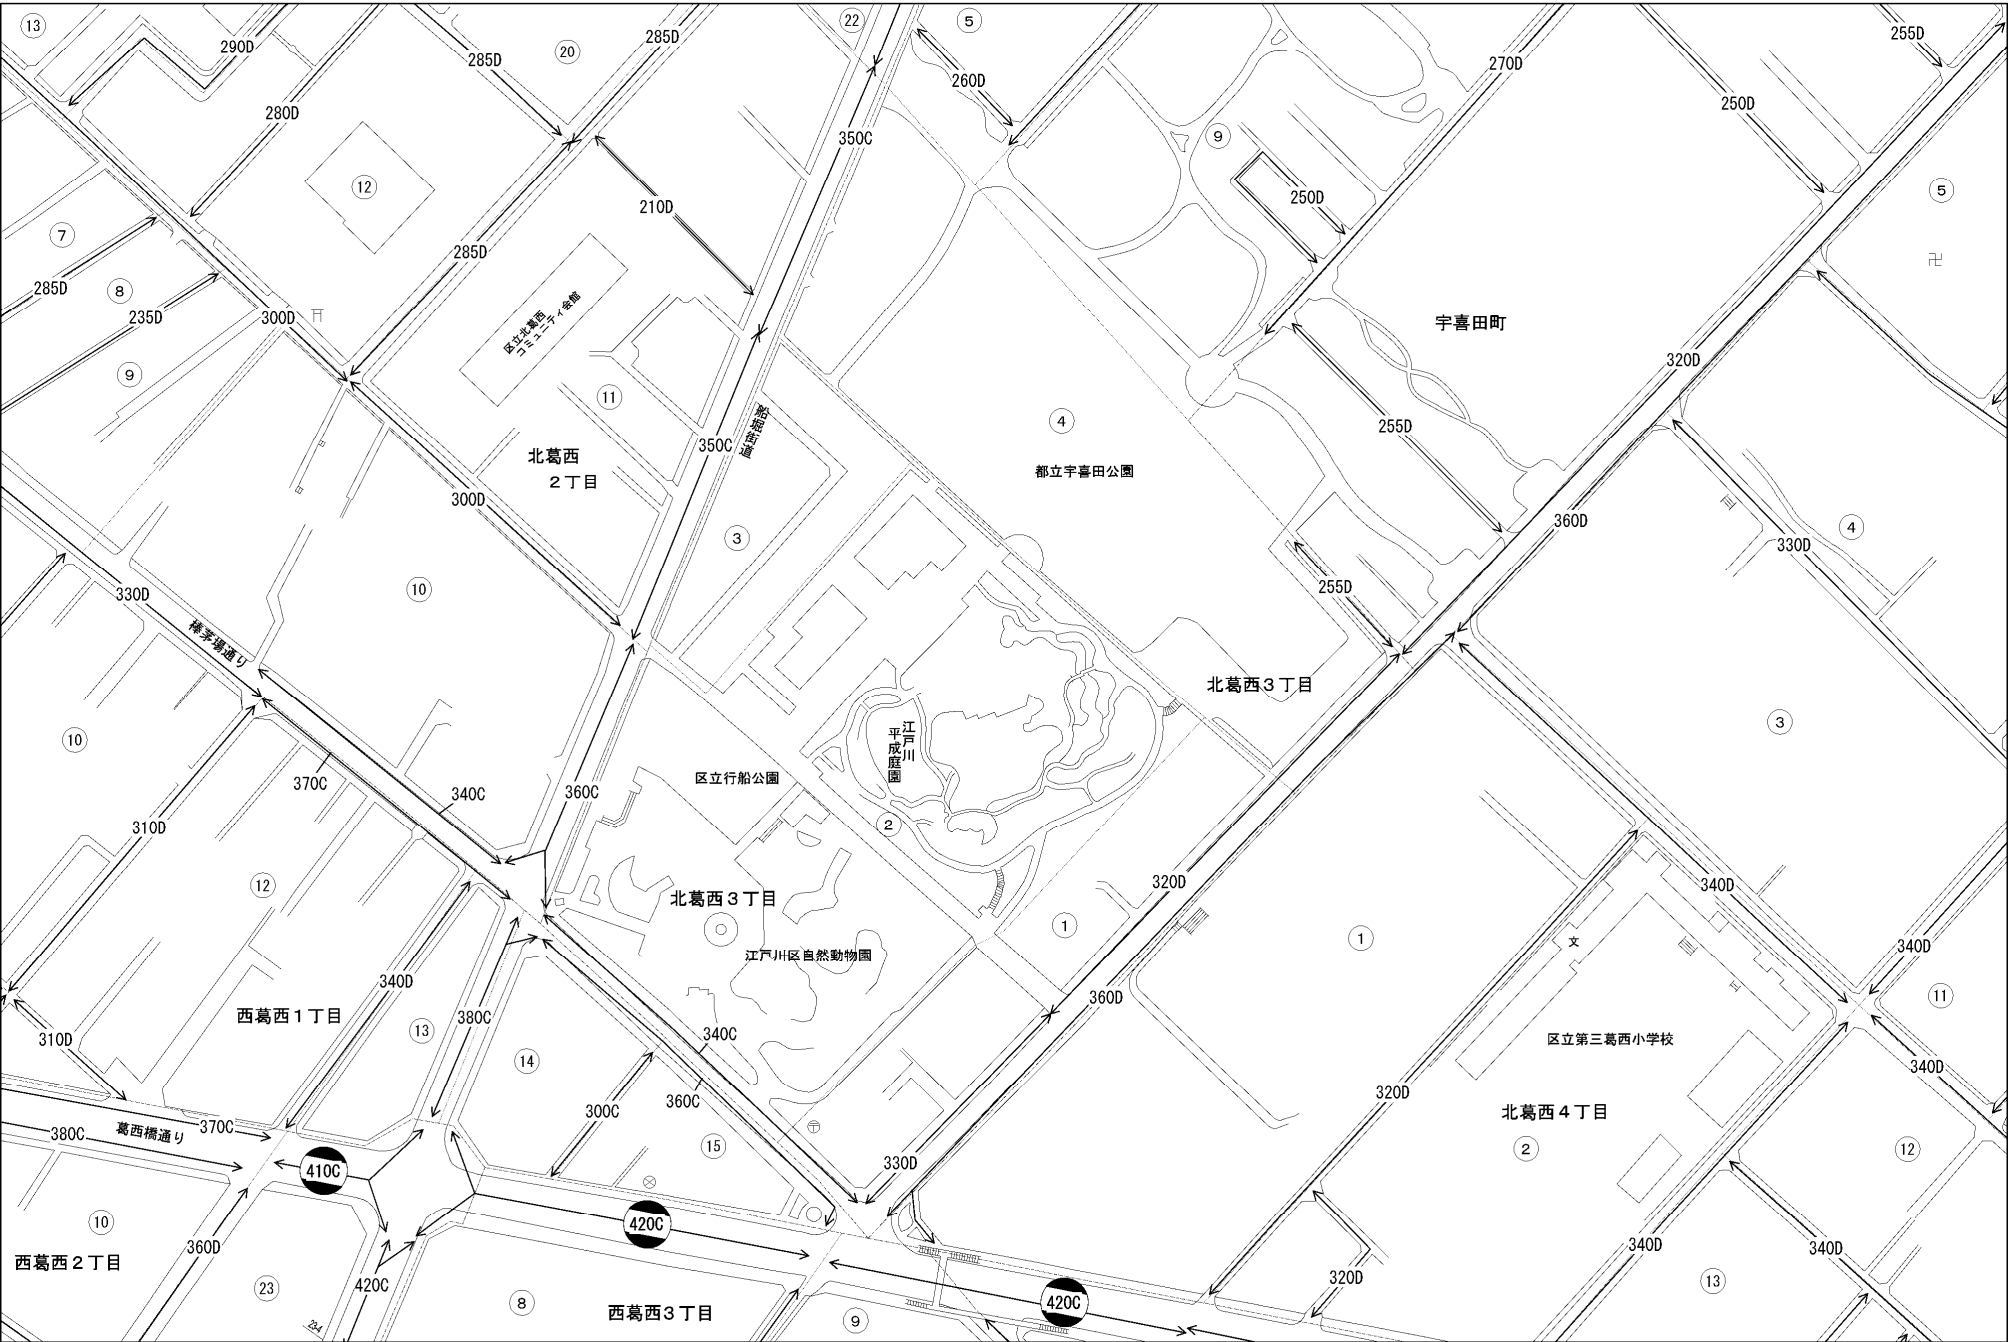 13
290D
285D
20
285D
22
5
260D
270D
255D
250D
280D
350C
9
12
210D
250D
5
7
285D
285D
8
235D
300D
区立北葛西
コミュニティ会館
宇喜田町
320D
9
11
350C
船堀街道
4
255D
北葛西
2丁目
都立宇喜田公園
300D
3
360D
4
330D
10
330D
255D
棒茅場通り
北葛西3丁目
3
10
江戸川
平成庭園
区立行船公園
370C
340C
360C
310D
2
320D
340D
12
北葛西3丁目
1
1
文
340D
江戸川区自然動物園
340D
11
360D
西葛西1丁目
13
380C
340C
310D
区立第三葛西小学校
14
340D
320D
360C
300C
北葛西4丁目
370C
葛西橋通り
380C
15
2
12
330D
410C
10
420C
360D
西葛西2丁目
340D
340D
320D
23
420C
13
8
西葛西3丁目
420C
9
23-4